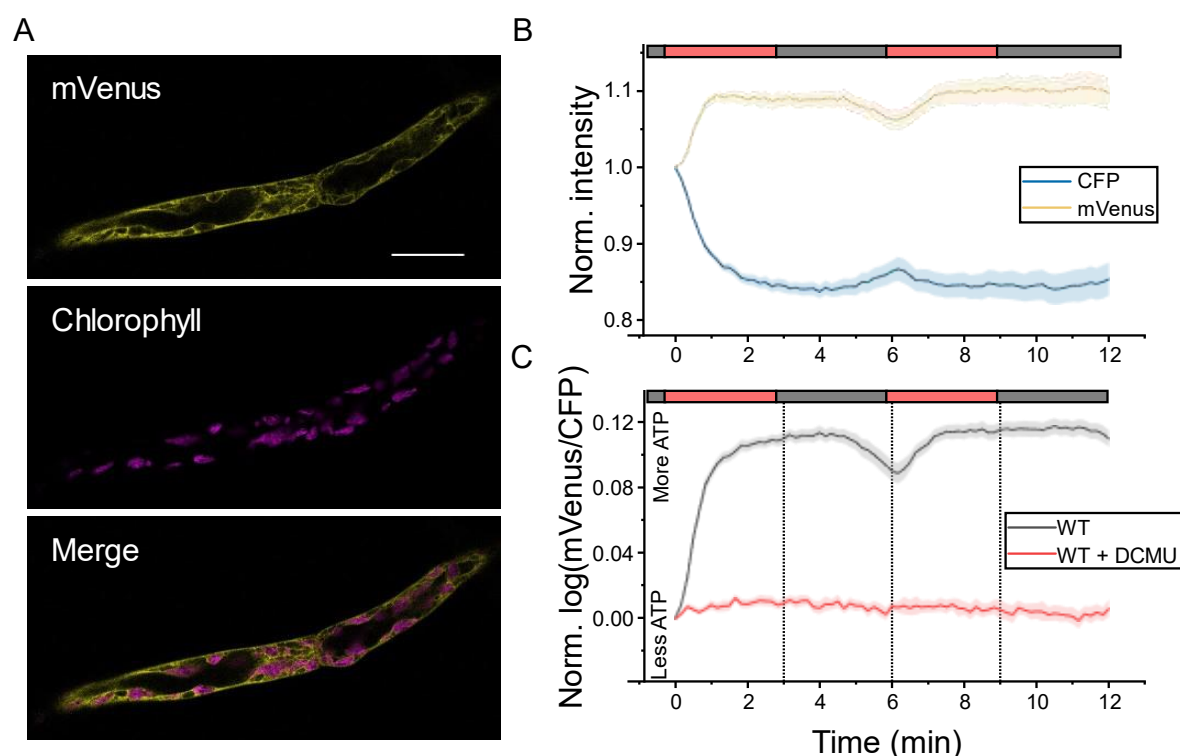 A
mVenus
Chlorophyll
Merge
B
Norm. intensity
1.1
1.0
0.9
0.8
CFP
mVenus
0 2 4 6 8 10 12
C
Norm. log(mVenus/CFP)
More ATP
Less ATP
0.12
0.08
0.04
0.00
WT
WT + DCMU
0 2 4 6 8 10 12
Time (min)